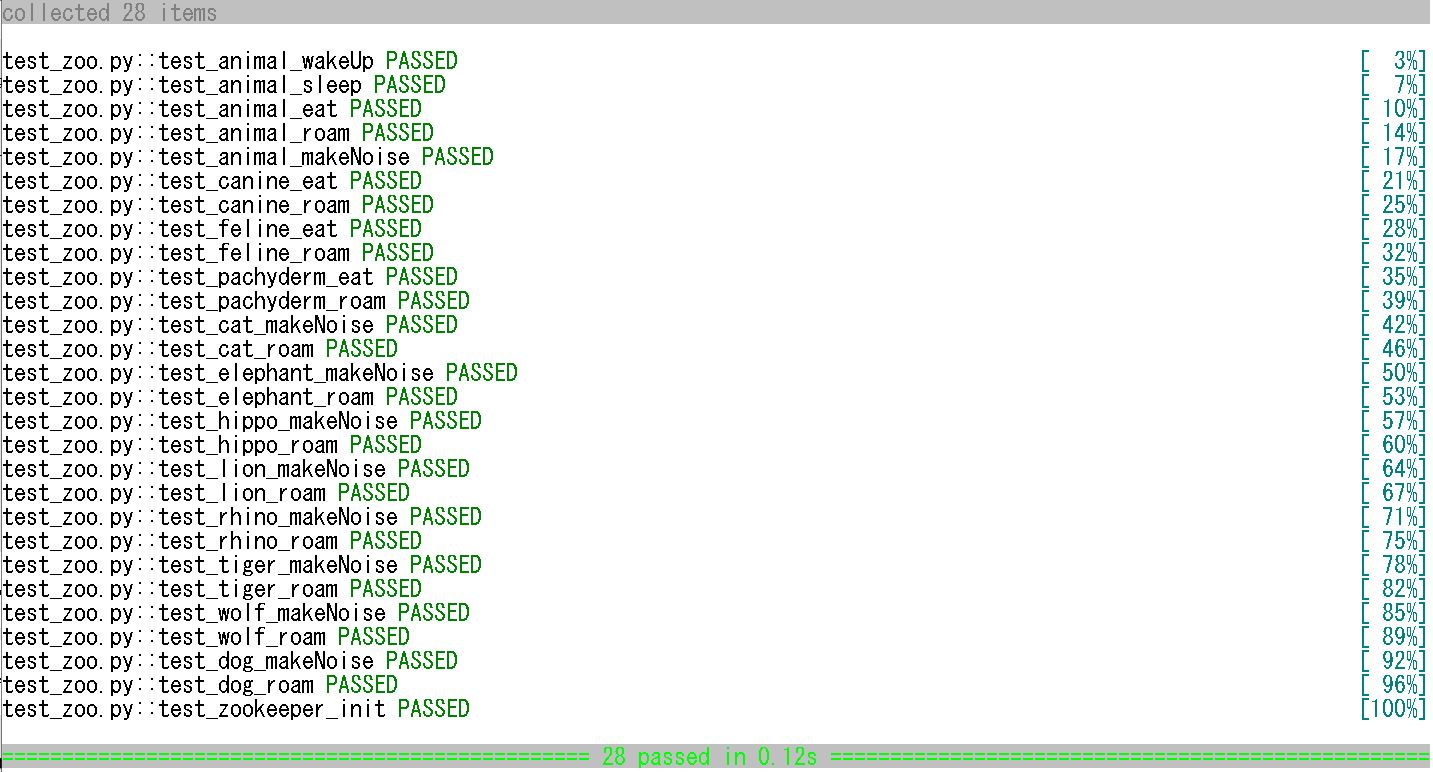 collected 28 items
test_zoo.py::test_animal_wakeUp PASSED [  3%]
test_zoo.py::test_animal_sleep PASSED [  7%]
test_zoo.py::test_animal_eat PASSED [ 10%]
test_zoo.py::test_animal_roam PASSED [ 14%]
test_zoo.py::test_animal_makeNoise PASSED [ 17%]
test_zoo.py::test_canine_eat PASSED [ 21%]
test_zoo.py::test_canine_roam PASSED [ 25%]
test_zoo.py::test_feline_eat PASSED [ 28%]
test_zoo.py::test_feline_roam PASSED [ 32%]
test_zoo.py::test_pachyderm_eat PASSED [ 35%]
test_zoo.py::test_pachyderm_roam PASSED [ 39%]
test_zoo.py::test_cat_makeNoise PASSED [ 42%]
test_zoo.py::test_cat_roam PASSED [ 46%]
test_zoo.py::test_elephant_makeNoise PASSED [ 50%]
test_zoo.py::test_elephant_roam PASSED [ 53%]
test_zoo.py::test_hippo_makeNoise PASSED [ 57%]
test_zoo.py::test_hippo_roam PASSED [ 60%]
test_zoo.py::test_lion_makeNoise PASSED [ 64%]
test_zoo.py::test_lion_roam PASSED [ 67%]
test_zoo.py::test_rhino_makeNoise PASSED [ 71%]
test_zoo.py::test_rhino_roam PASSED [ 75%]
test_zoo.py::test_tiger_makeNoise PASSED [ 78%]
test_zoo.py::test_tiger_roam PASSED [ 82%]
test_zoo.py::test_wolf_makeNoise PASSED [ 85%]
test_zoo.py::test_wolf_roam PASSED [ 89%]
test_zoo.py::test_dog_makeNoise PASSED [ 92%]
test_zoo.py::test_dog_roam PASSED [ 96%]
test_zoo.py::test_zookeeper_init PASSED [100%]
================================================= 28 passed in 0.12s ==================================================